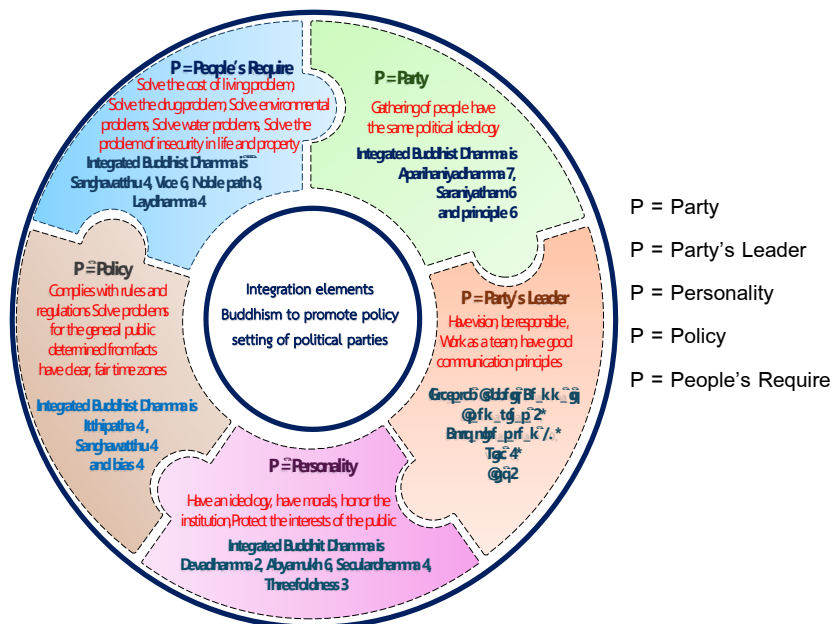 P = People's Require
Solve the cost of living problem,
Solve the drug problem, Solve environmental
problems, Solve water problems, Solve the
problem of insecurity in life and property
Integrated Buddhist Dhamma is
Sanghavatthu 4, Vice 6, Noble path 8,
Laydhamma 4
P = Party
Gathering of people have
the same political ideology
Integrated Buddhist Dhamma is
Aparihaniyadhamma 7,
Saraniyatham 6
and principle 6
P = Party's Leader
Have vision, be responsible,
Work as a team, have good
communication principles
P = Personality
Have an ideology, have morals, honor the
institution, Protect the interests of the public
Integrated Buddhit Dhamma is
Devadhamma 2, Abyamukh 6, Seculardhamma 4,
Threefoldness 3
P = Policy
Complies with rules and
regulations Solve problems
for the general public
determined from facts
have clear, fair time zones
Integrated Buddhist Dhamma is
Itthipatha 4,
Sanghavatthu 4
and bias 4
Integration elements
Buddhism to promote policy
setting of political parties
P = Party
P = Party's Leader
P = Personality
P = Policy
P = People's Require